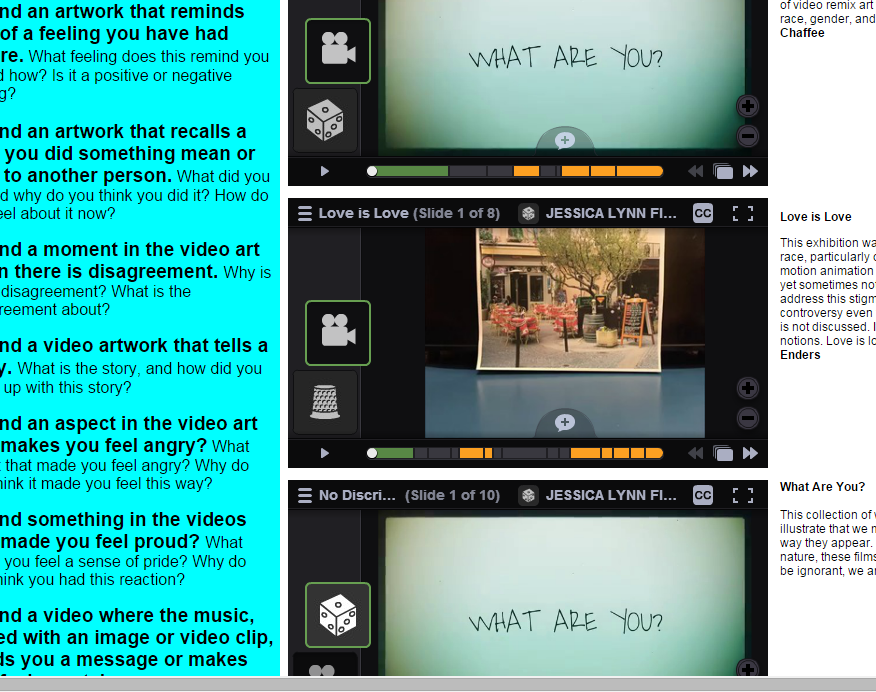 nd an artwork that reminds
of a feeling you have had
re. What feeling does this remind you
d how? Is it a positive or negative
g?
nd an artwork that recalls a
you did something mean or
to another person. What did you
d why do you think you did it? How do
eel about it now?
nd a moment in the video art
n there is disagreement. Why is
disagreement? What is the
reement about?
nd a video artwork that tells a
y. What is the story, and how did you
up with this story?
nd an aspect in the video art
makes you feel angry? What
t that made you feel angry? Why do
hink it made you feel this way?
nd something in the videos
made you feel proud? What
you feel a sense of pride? Why do
hink you had this reaction?
nd a video where the music,
ed with an image or video clip,
ds you a message or makes
WHAT ARE YOU?
Love is Love (Slide 1 of 8) JESSICA LYNN FI... CC
No Discri... (Slide 1 of 10) JESSICA LYNN FI... CC
WHAT ARE YOU?
of video remix art
race, gender, and
Chaffee
Love is Love
This exhibition wa
race, particularly
motion animation
yet sometimes no
address this stigm
controversy even
is not discussed. I
notions. Love is lo
Enders
What Are You?
This collection of
illustrate that we
way they appear.
nature, these films
be ignorant, we ar